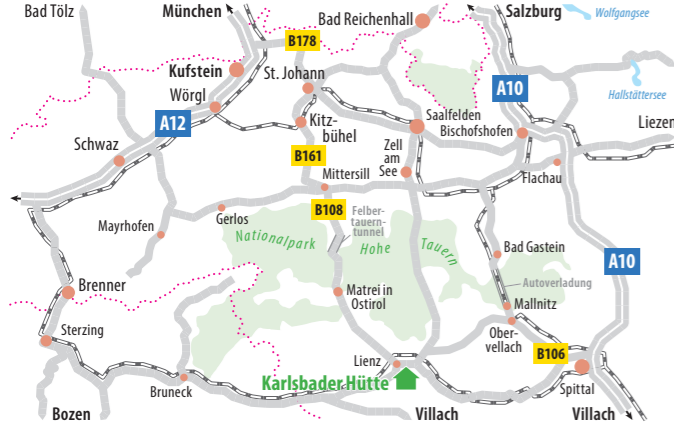 Bad Tölz
München
Bad Reichenhall
Salzburg
Wolfgangsee
B178
Kufstein
St. Johann
Wörgl
A10
Hallstättersee
A12
Kitz-
bühel
Saalfelden
Bischofshofen
Liezen
Schwaz
B161
Zell
am
See
Mittersill
Flachau
B108
Felber-
tauern-
tunnel
Gerlos
Mayrhofen
Nationalpark
Hohe
Tauern
Bad Gastein
A10
Autoverladung
Brenner
Matrei in
Ostirol
Mallnitz
Sterzing
Ober-
vellach
B106
Lienz
Karlsbader Hütte
Bruneck
Spittal
Bozen
Villach
Villach